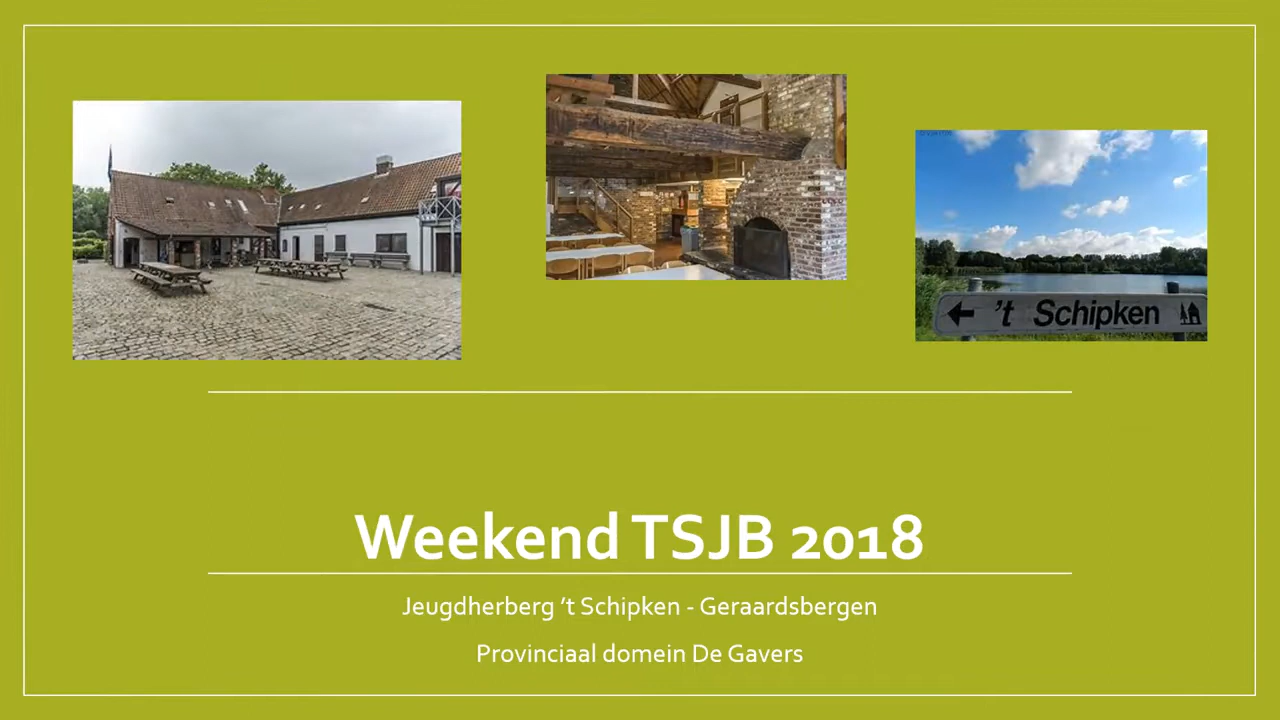 't Schipken
Weekend TSJB 2018
Jeugdherberg 't Schipken - Geraardsbergen
Provinciaal domein De Gavers